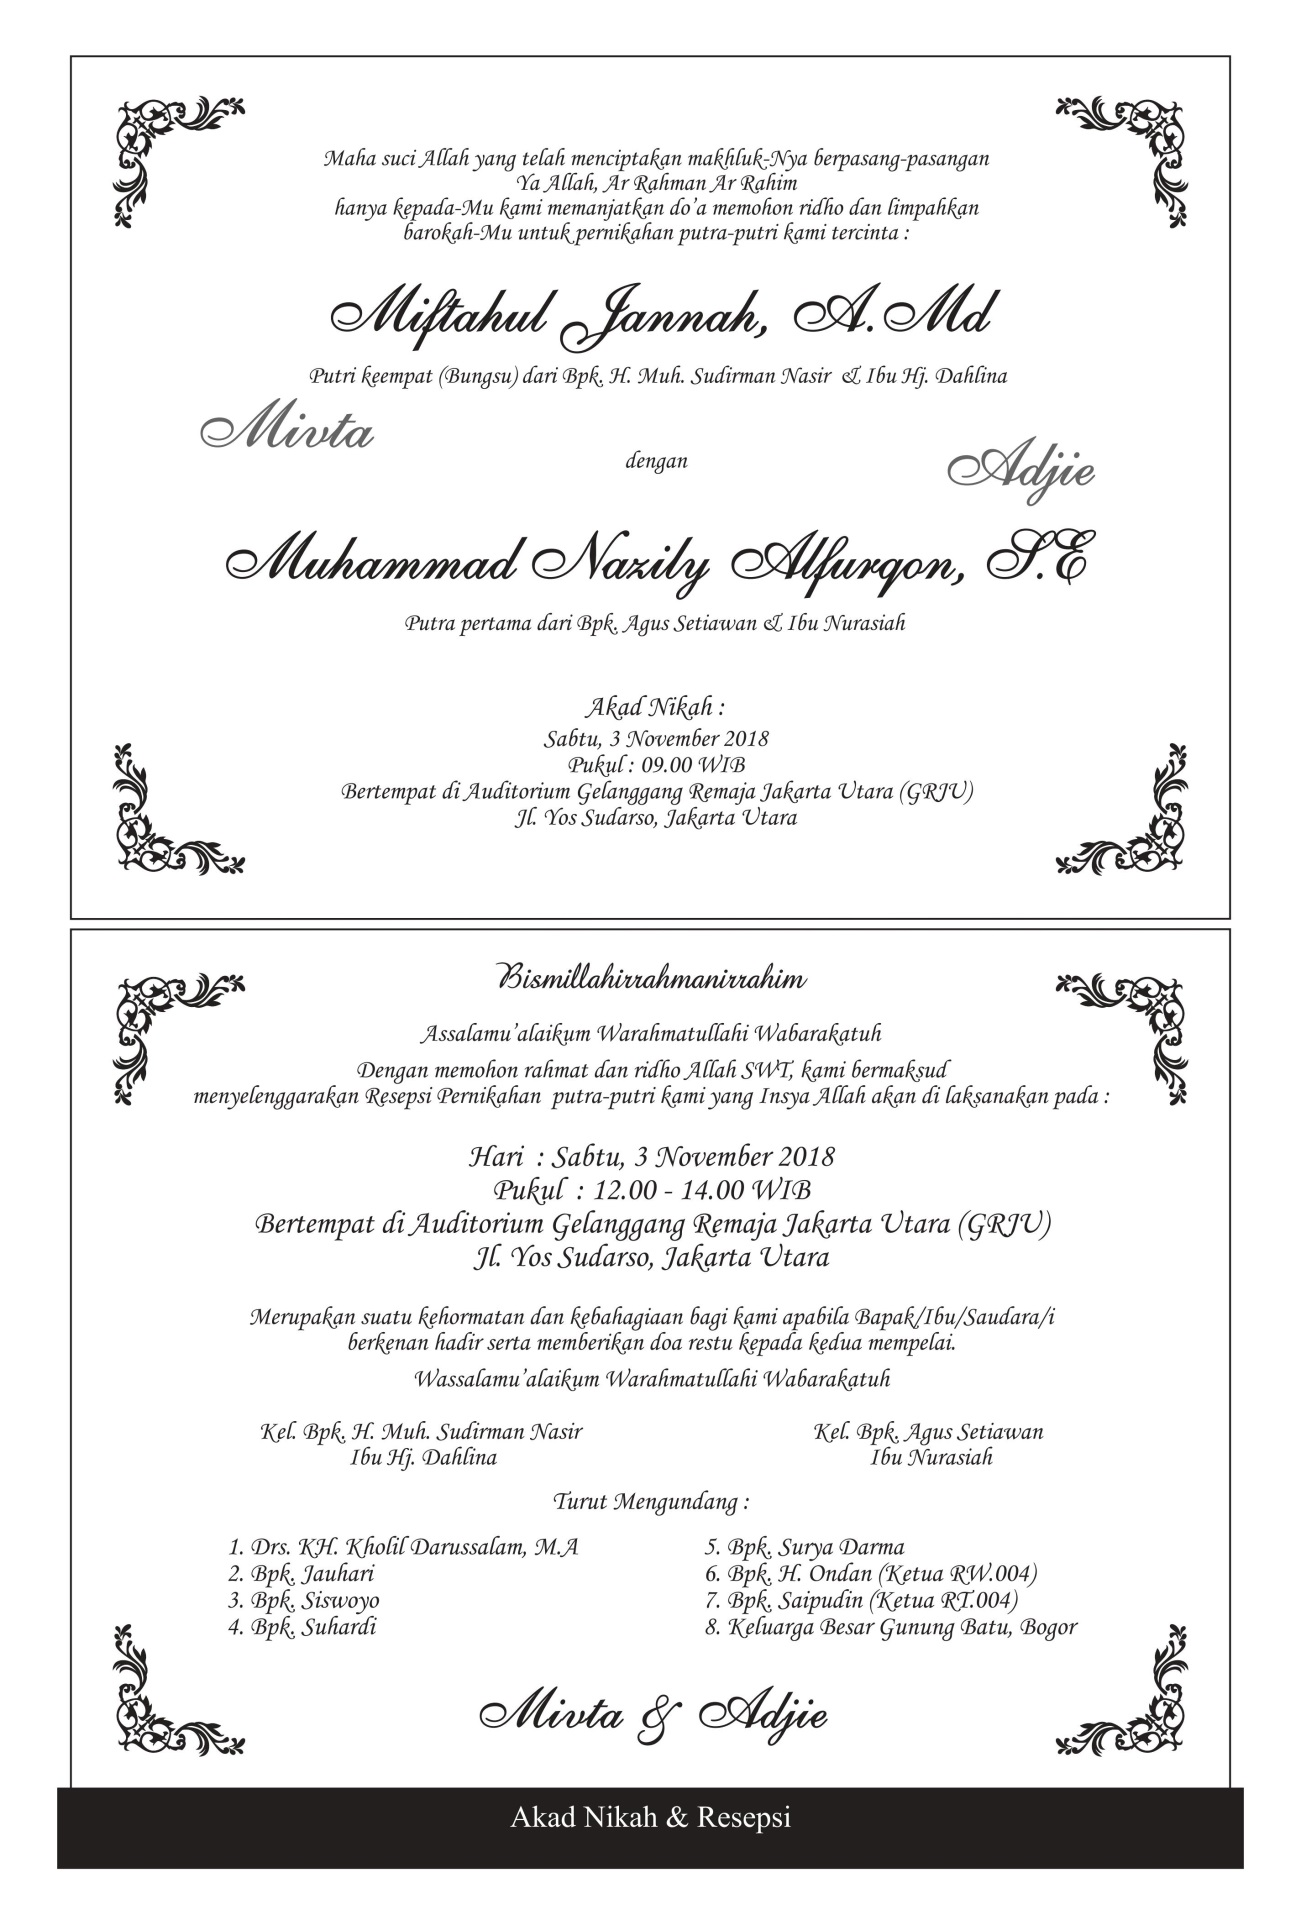 Maha suci Allah yang telah menciptakan makhluk-Nya berpasang-pasangan
Ya Allah, Ar Rahman Ar Rahim
hanya kepada-Mu kami memanjatkan do'a memohon ridho dan limpahkan
barokah-Mu untuk pernikahan putra-putri kami tercinta :
Miftahul Jannah, A.Md
Putri keempat (Bungsu) dari Bpk. H. Muh. Sudirman Nasir & Ibu Hj. Dahlina
Mivta
dengan
Adjie
Muhammad Nazily Alfurqon, S.E
Putra pertama dari Bpk. Agus Setiawan & Ibu Nurasiah
Akad Nikah :
Sabtu, 3 November 2018
Pukul : 09.00 WIB
Bertempat di Auditorium Gelanggang Remaja Jakarta Utara (GRJU)
Jl. Yos Sudarso, Jakarta Utara
Bismillahirrahmanirrahim
Assalamu'alaikum Warahmatullahi Wabarakatuh
Dengan memohon rahmat dan ridho Allah SWT, kami bermaksud
menyelenggarakan Resepsi Pernikahan putra-putri kami yang Insya Allah akan di laksanakan pada :
Hari : Sabtu, 3 November 2018
Pukul : 12.00 - 14.00 WIB
Bertempat di Auditorium Gelanggang Remaja Jakarta Utara (GRJU)
Jl. Yos Sudarso, Jakarta Utara
Merupakan suatu kehormatan dan kebahagiaan bagi kami apabila Bapak/Ibu/Saudara/i
berkenan hadir serta memberikan doa restu kepada kedua mempelai.
Wassalamu'alaikum Warahmatullahi Wabarakatuh
Kel. Bpk. H. Muh. Sudirman Nasir
Ibu Hj. Dahlina
Kel. Bpk. Agus Setiawan
Ibu Nurasiah
Turut Mengundang :
1. Drs. KH. Kholil Darussalam, M.A
2. Bpk. Jauhari
3. Bpk. Siswoyo
4. Bpk. Suhardi
5. Bpk. Surya Darma
6. Bpk. H. Ondan (Ketua RW.004)
7. Bpk. Saipudin (Ketua RT.004)
8. Keluarga Besar Gunung Batu, Bogor
Mivta & Adjie
Akad Nikah & Resepsi